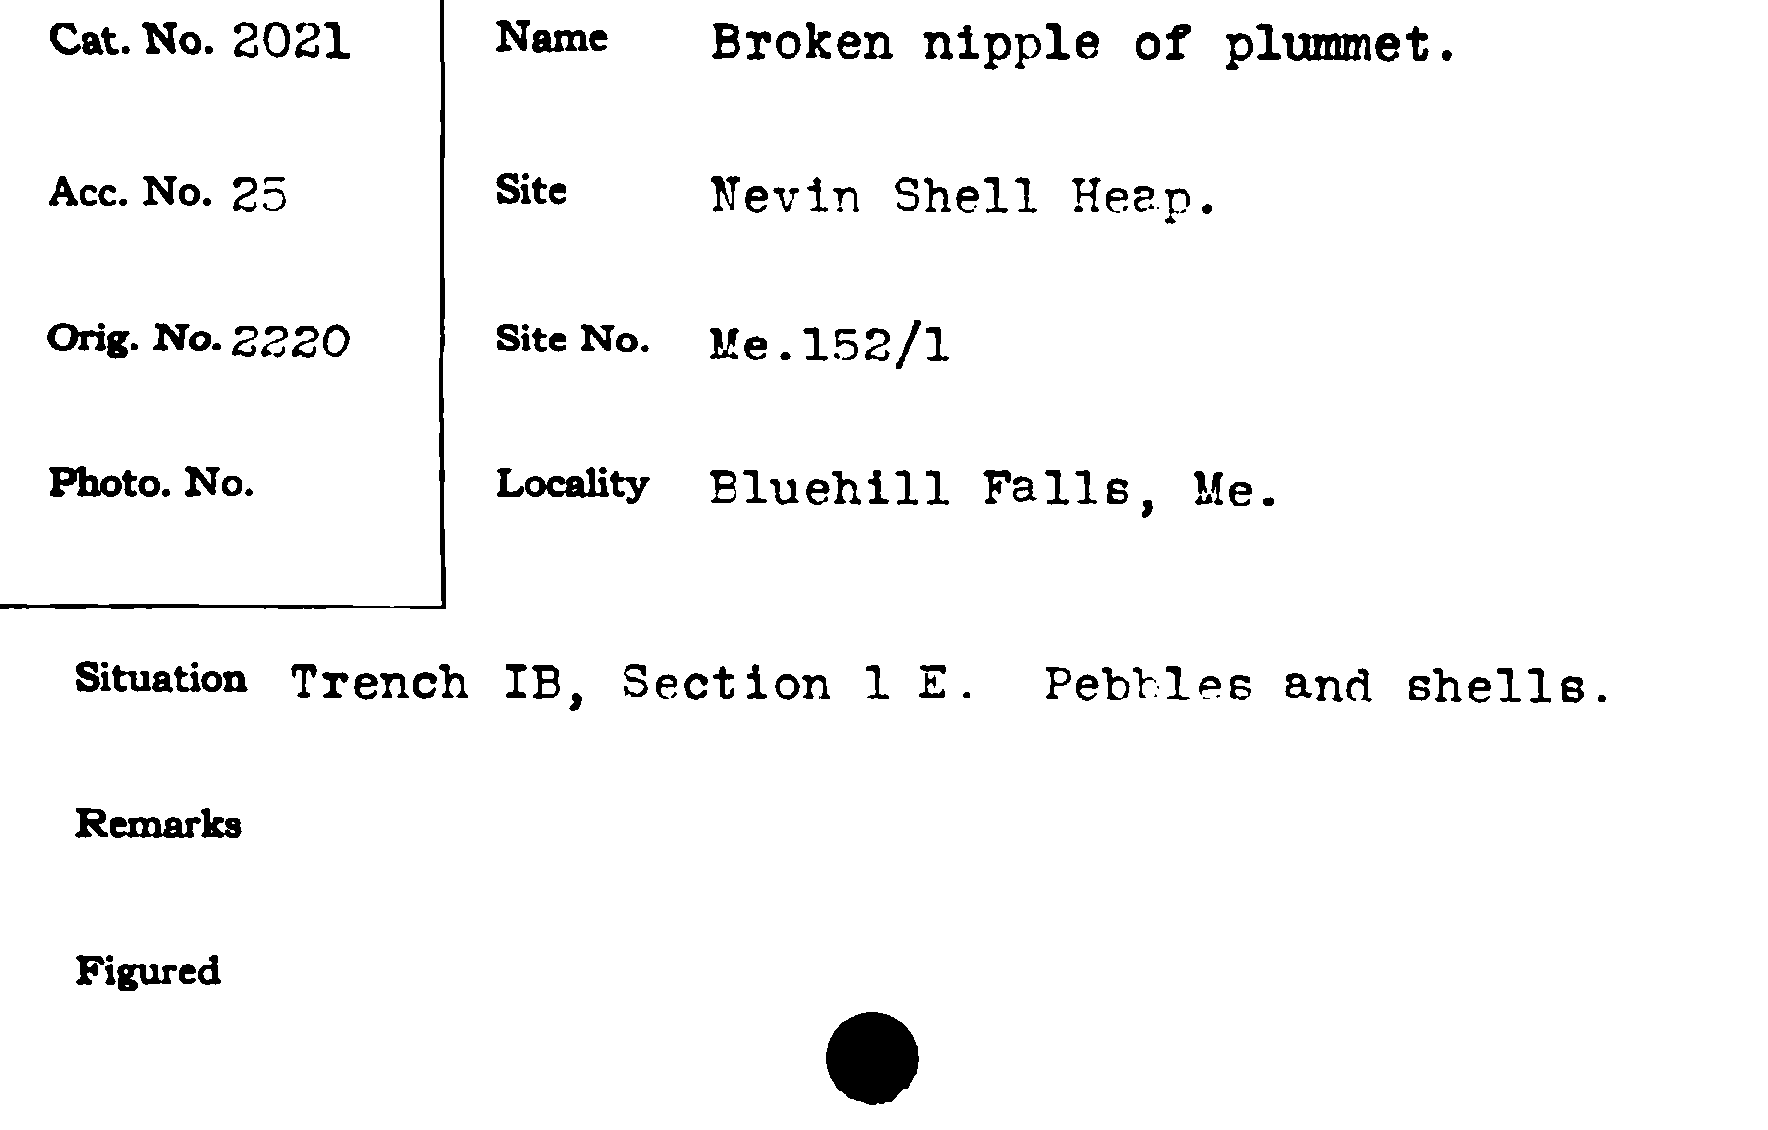 Cat. No. 2021
Name Broken nipple of plummet.
Acc. No. 25
Site Nevin Shell Heap.
Orig. No. 2220
Site No. Me.152/1
Photo. No.
Locality Bluehill Falls, Me.
Situation Trench IB, Section 1 E. Pebbles and shells.
Remarks
Figured